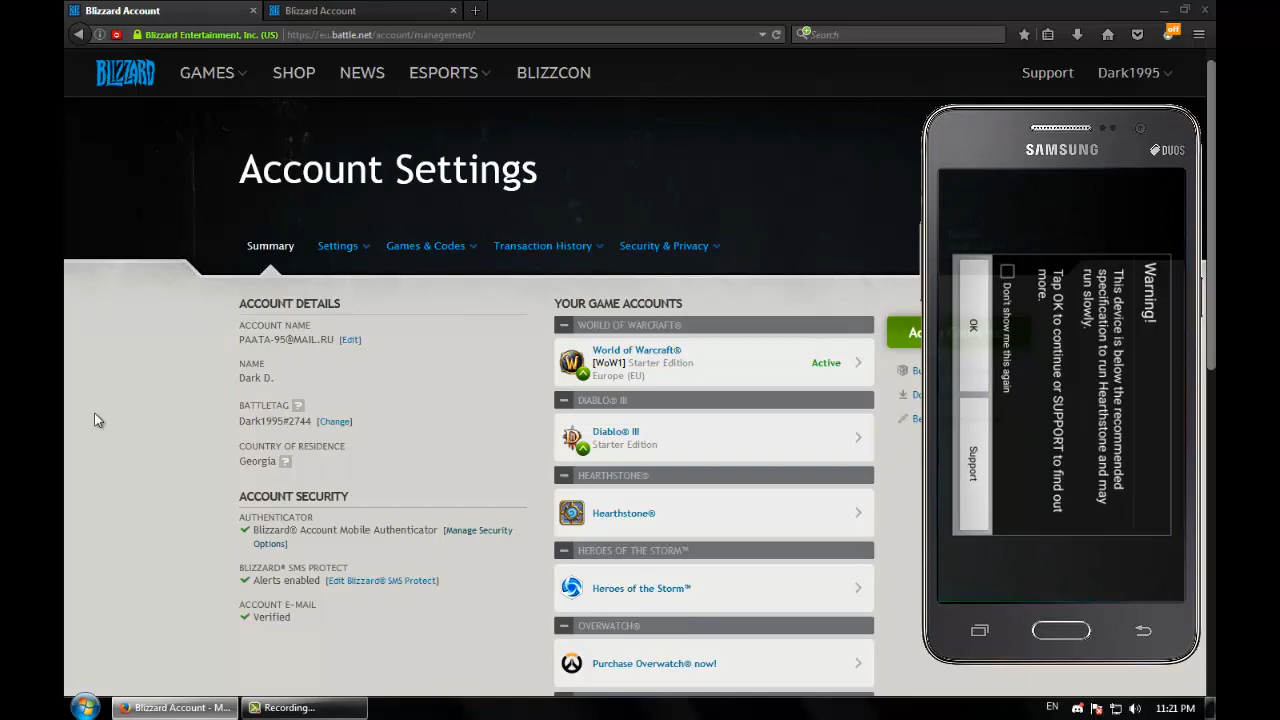 Blizzard Account
Blizzard Account
Blizzard Entertainment, Inc. (US)
https://eu.battle.net/account/management/
Search
off
BLIZZARD
GAMES
SHOP
NEWS
ESPORTS
BLIZZCON
Support
Dark1995
Account Settings
Summary
Settings
Games & Codes
Transaction History
Security & Privacy
ACCOUNT DETAILS
ACCOUNT NAME
PAATA-95@MAIL.RU [Edit]
NAME
Dark D.
BATTLETAG ?
Dark1995#2744 [Change]
COUNTRY OF RESIDENCE
Georgia ?
ACCOUNT SECURITY
AUTHENTICATOR
Blizzard® Account Mobile Authenticator [Manage Security
Options]
BLIZZARD® SMS PROTECT
Alerts enabled [Edit Blizzard® SMS Protect]
ACCOUNT E-MAIL
Verified
YOUR GAME ACCOUNTS
WORLD OF WARCRAFT®
World of Warcraft®
[WoW1] Starter Edition
Europe (EU)
Active
DIABLO® III
Diablo® III
Starter Edition
HEARTHSTONE®
Hearthstone®
HEROES OF THE STORM™
Heroes of the Storm™
OVERWATCH®
Purchase Overwatch® now!
SAMSUNG
DUOS
Warning!
This device is below the recommended
specification to run Hearthstone and may
run slowly.
Tap OK to continue or SUPPORT to find out
more.
Don't show me this again
OK
Support
Blizzard Account - M...
Recording...
EN
11:21 PM